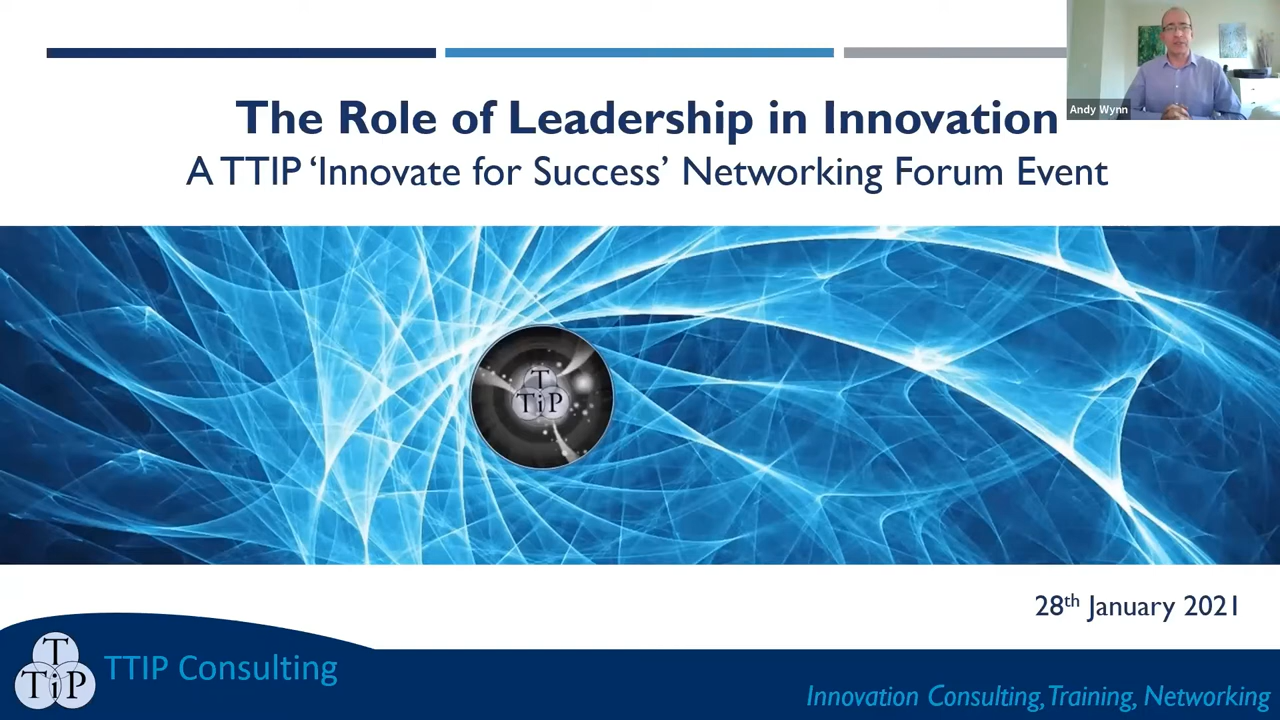 The Role of Leadership in Innovation
A TTIP ‘Innovate for Success’ Networking Forum Event
Andy Wynn
T
TiP
28th January 2021
T
TiP
TTIP Consulting
Innovation Consulting, Training, Networking